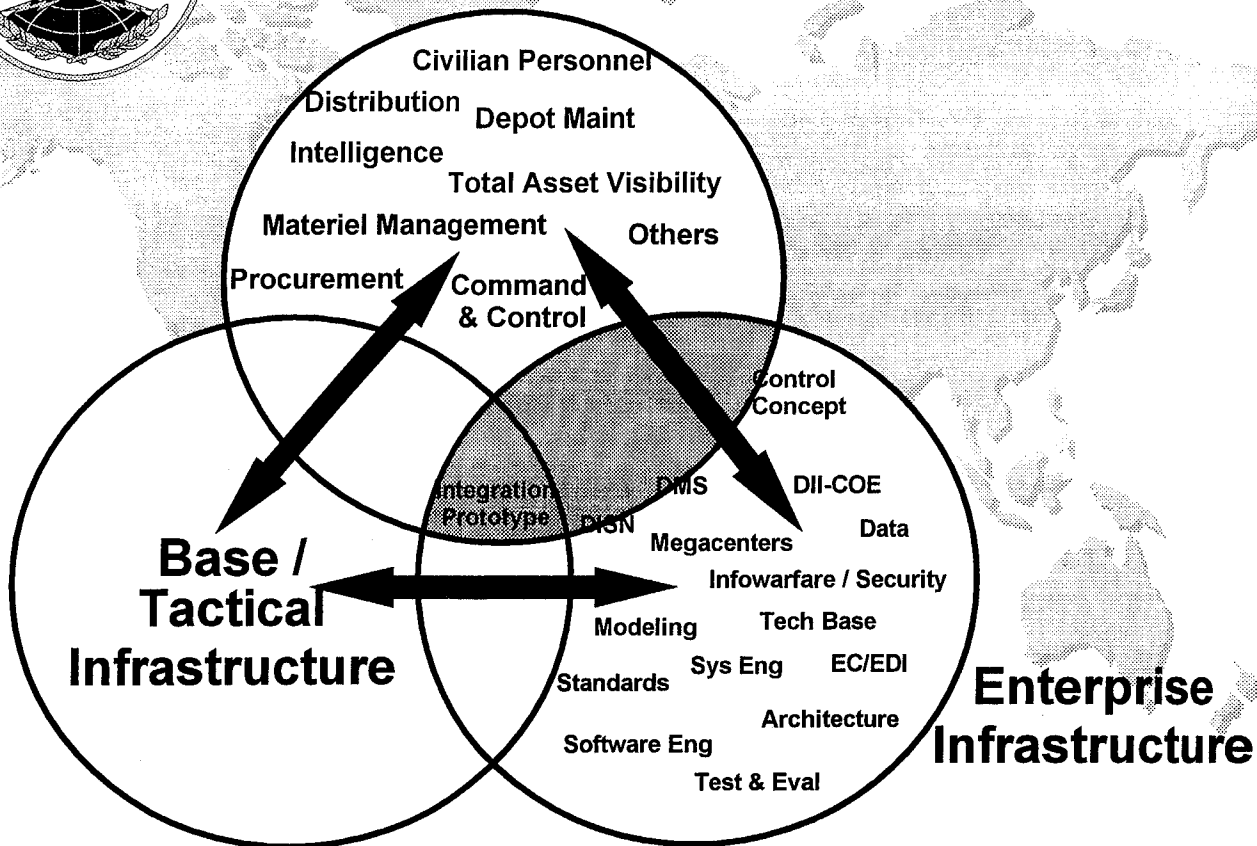 Civilian Personnel
Distribution
Depot Maint
Intelligence
Total Asset Visibility
Materiel Management
Others
Procurement
Command
& Control
Control
Concept
Integration
Prototype
DMS
DII-COE
DISN
Data
Megacenters
Base /
Tactical
Infrastructure
Infowarfare / Security
Modeling
Tech Base
Sys Eng
EC/EDI
Standards
Enterprise
Infrastructure
Architecture
Software Eng
Test & Eval